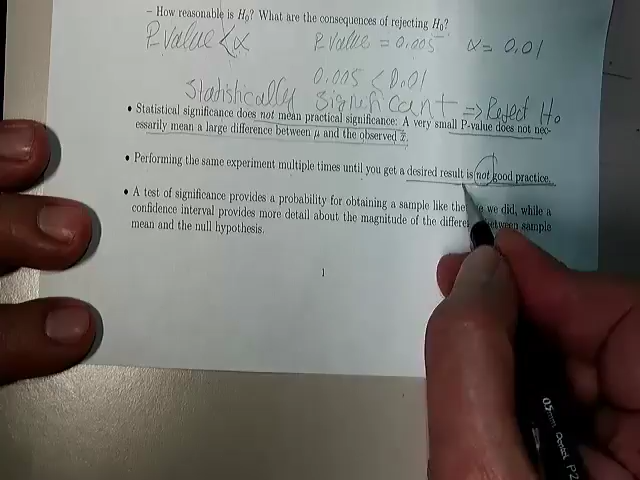 – How reasonable is H₀? What are the consequences of rejecting H₀?
P-value < α P-value = 0.005 α = 0.01
0.005 < 0.01
Statistically significant ⇒ Reject H₀
• Statistical significance does not mean practical significance: A very small P-value does not nec-
essarily mean a large difference between μ and the observed x̄.
• Performing the same experiment multiple times until you get a desired result is not good practice.
• A test of significance provides a probability for obtaining a sample like the we did, while a
confidence interval provides more detail about the magnitude of the between sample
mean and the null hypothesis.
1
0.5mm Pentel P2